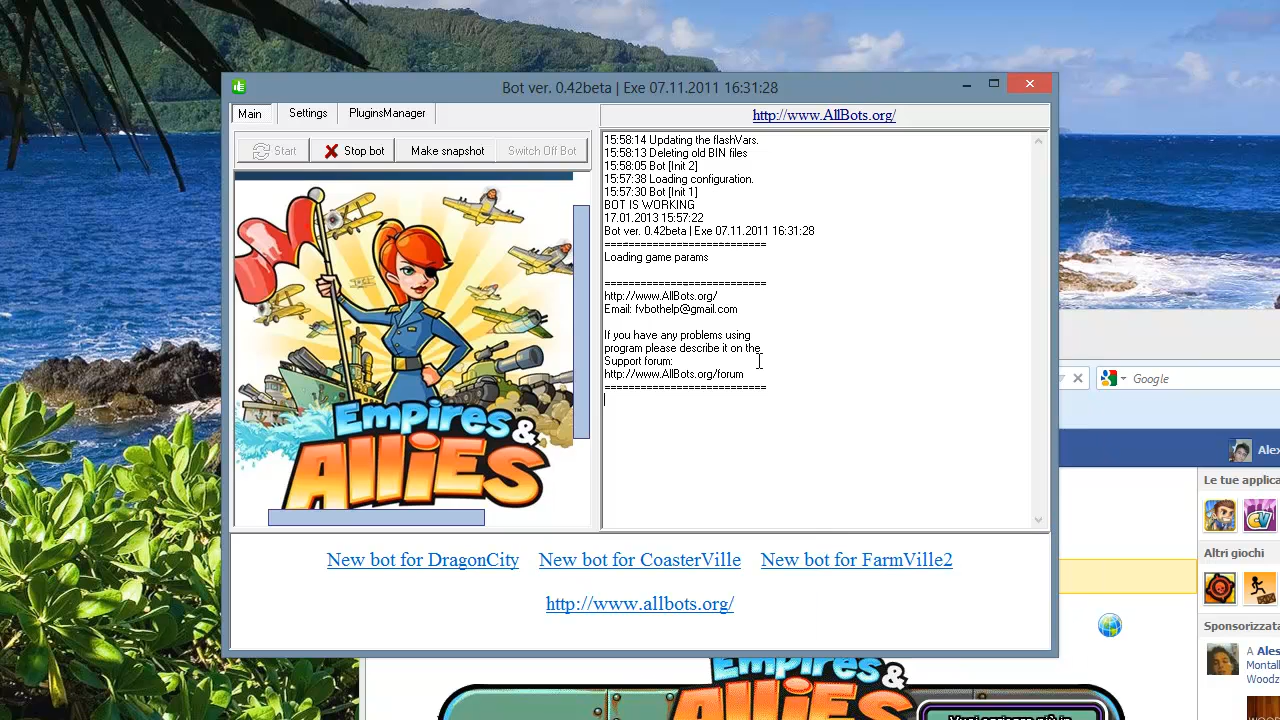 Bot ver. 0.42beta | Exe 07.11.2011 16:31:28
Main
Settings
PluginsManager
http://www.AllBots.org/
Start
Stop bot
Make snapshot
Switch Off Bot
15:58:14 Updating the flashVars
15:58:13 Deleting old BIN files
15:58:05 Bot [Init 2]
15:57:38 Loading configuration.
15:57:30 Bot [Init 1]
BOT IS WORKING
17.01.2013 15:57:22
Bot ver. 0.42beta | Exe 07.11.2011 16:31:28
===========================
Loading game params
===========================
http://www.AllBots.org/
Email: fvbothelp@gmail.com
If you have any problems using
program please describe it on the
Support forum:
http://www.AllBots.org/forum
===========================
Empires &
ALLIES
New bot for DragonCity
New bot for CoasterVille
New bot for FarmVille2
http://www.allbots.org/
Google
Le tue applica
CV
Altri giochi
Sponsorizzata
A Ales
Montal
Woodz
Empires &
ALLIES